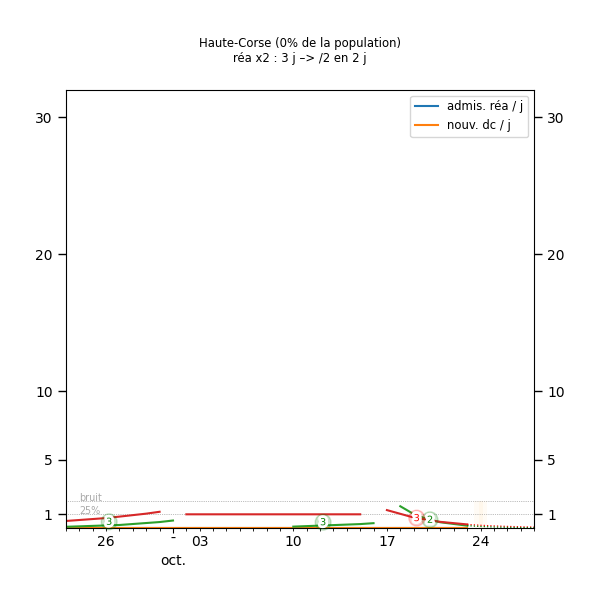 Haute-Corse (0% de la population)
réa x2 : 3 j –> /2 en 2 j
admis. réa / j
nouv. dc / j
30 30
20 20
10 10
5 5
bruit
25%
1 1
3 3 3 2
26 - 03 10 17 24
oct.